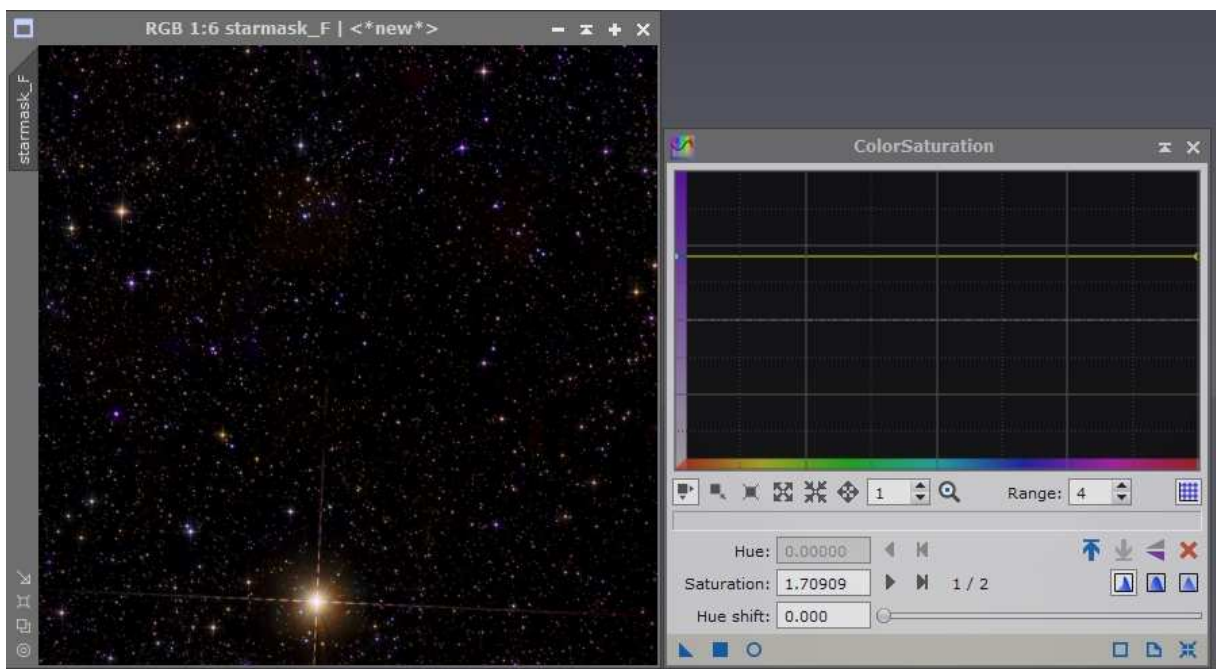 RGB 1:6 starmask_F | <*new*>
starmask_F
ColorSaturation
1
Range: 4
Hue: 0.00000
Saturation: 1.70909
1 / 2
Hue shift: 0.000